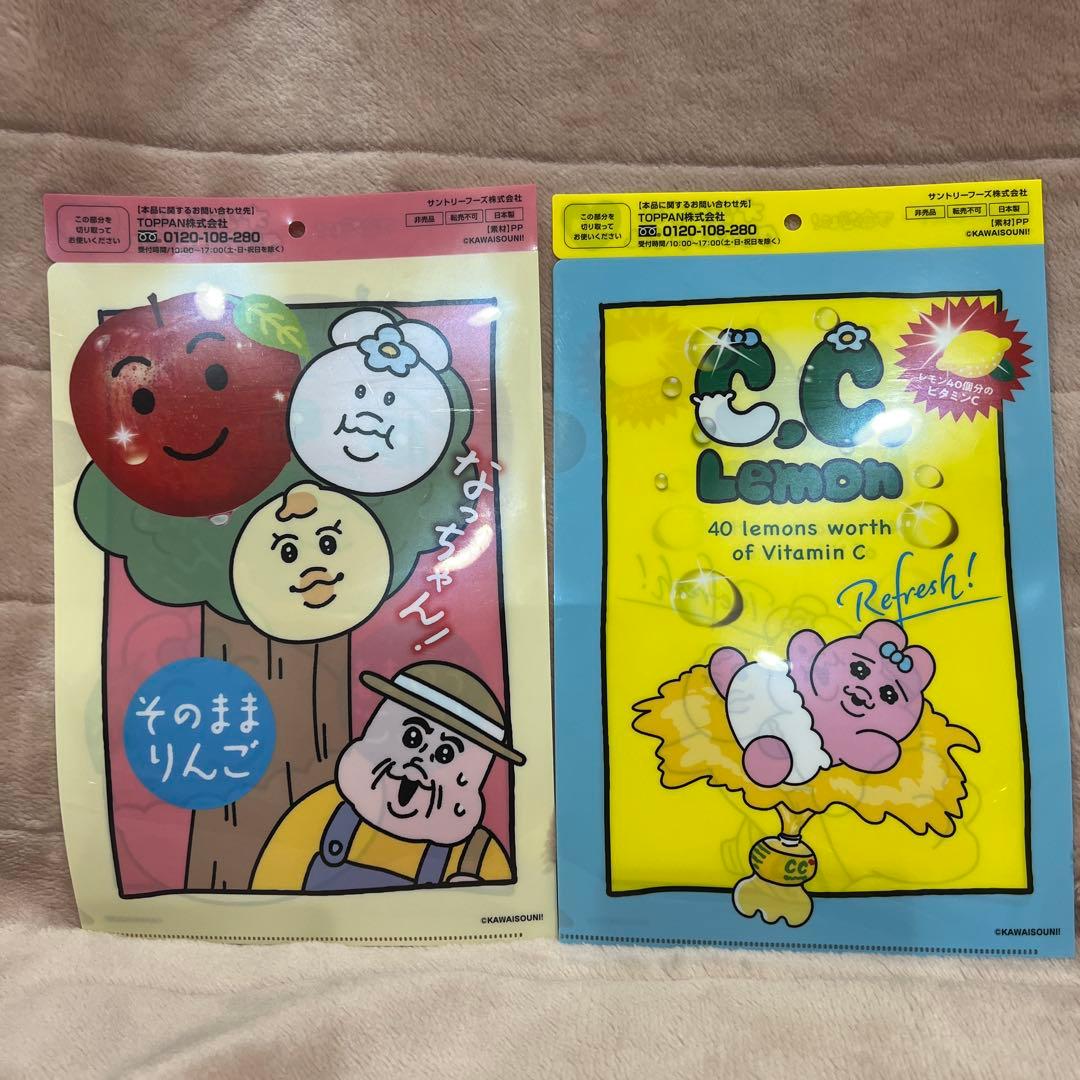 この部分を
切り取って
お使いください
【本品に関するお問い合わせ先】
TOPPAN株式会社
0120-108-280
受付時間/10:00〜17:00(土・日・祝日を除く)
サントリーフーズ株式会社
非売品 転売不可 日本製
【素材】PP
©KAWAISOUNI!
なっちゃん!
そのまま
りんご
©KAWAISOUNI!
この部分を
切り取って
お使いください
【本品に関するお問い合わせ先】
TOPPAN株式会社
0120-108-280
受付時間/10:00〜17:00(土・日・祝日を除く)
サントリーフーズ株式会社
非売品 転売不可 日本製
【素材】PP
©KAWAISOUNI!
C.C.
Lemon
レモン40個分の
ビタミンC
40 lemons worth
of Vitamin C
Refresh!
CC
©KAWAISOUNI!